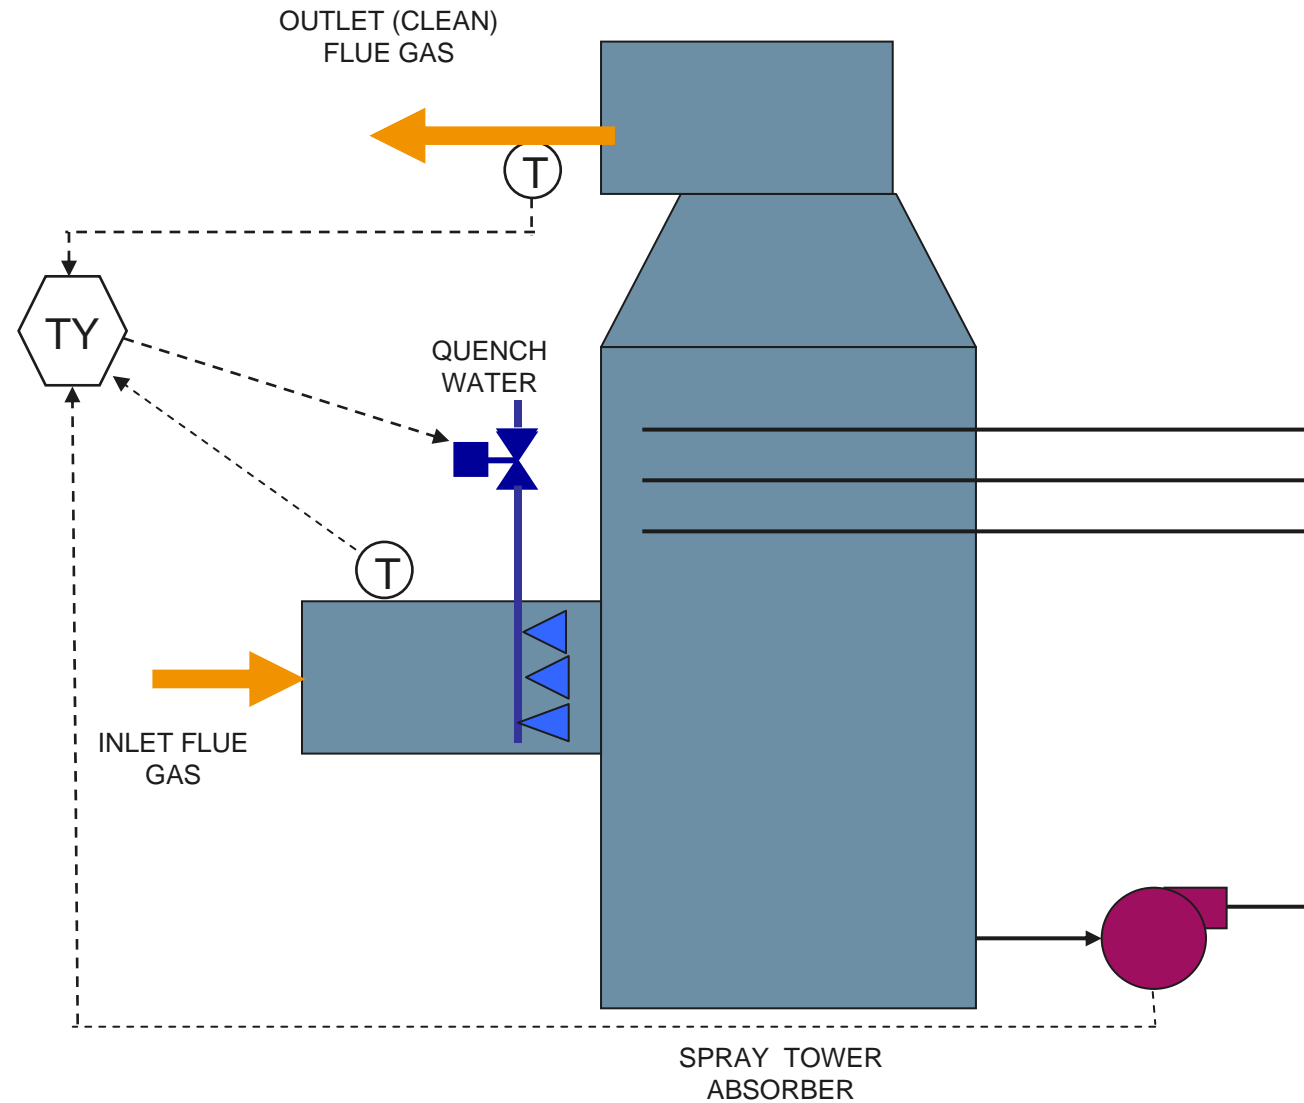 OUTLET (CLEAN)
FLUE GAS
T
TY
QUENCH
WATER
T
INLET FLUE
GAS
SPRAY TOWER
ABSORBER